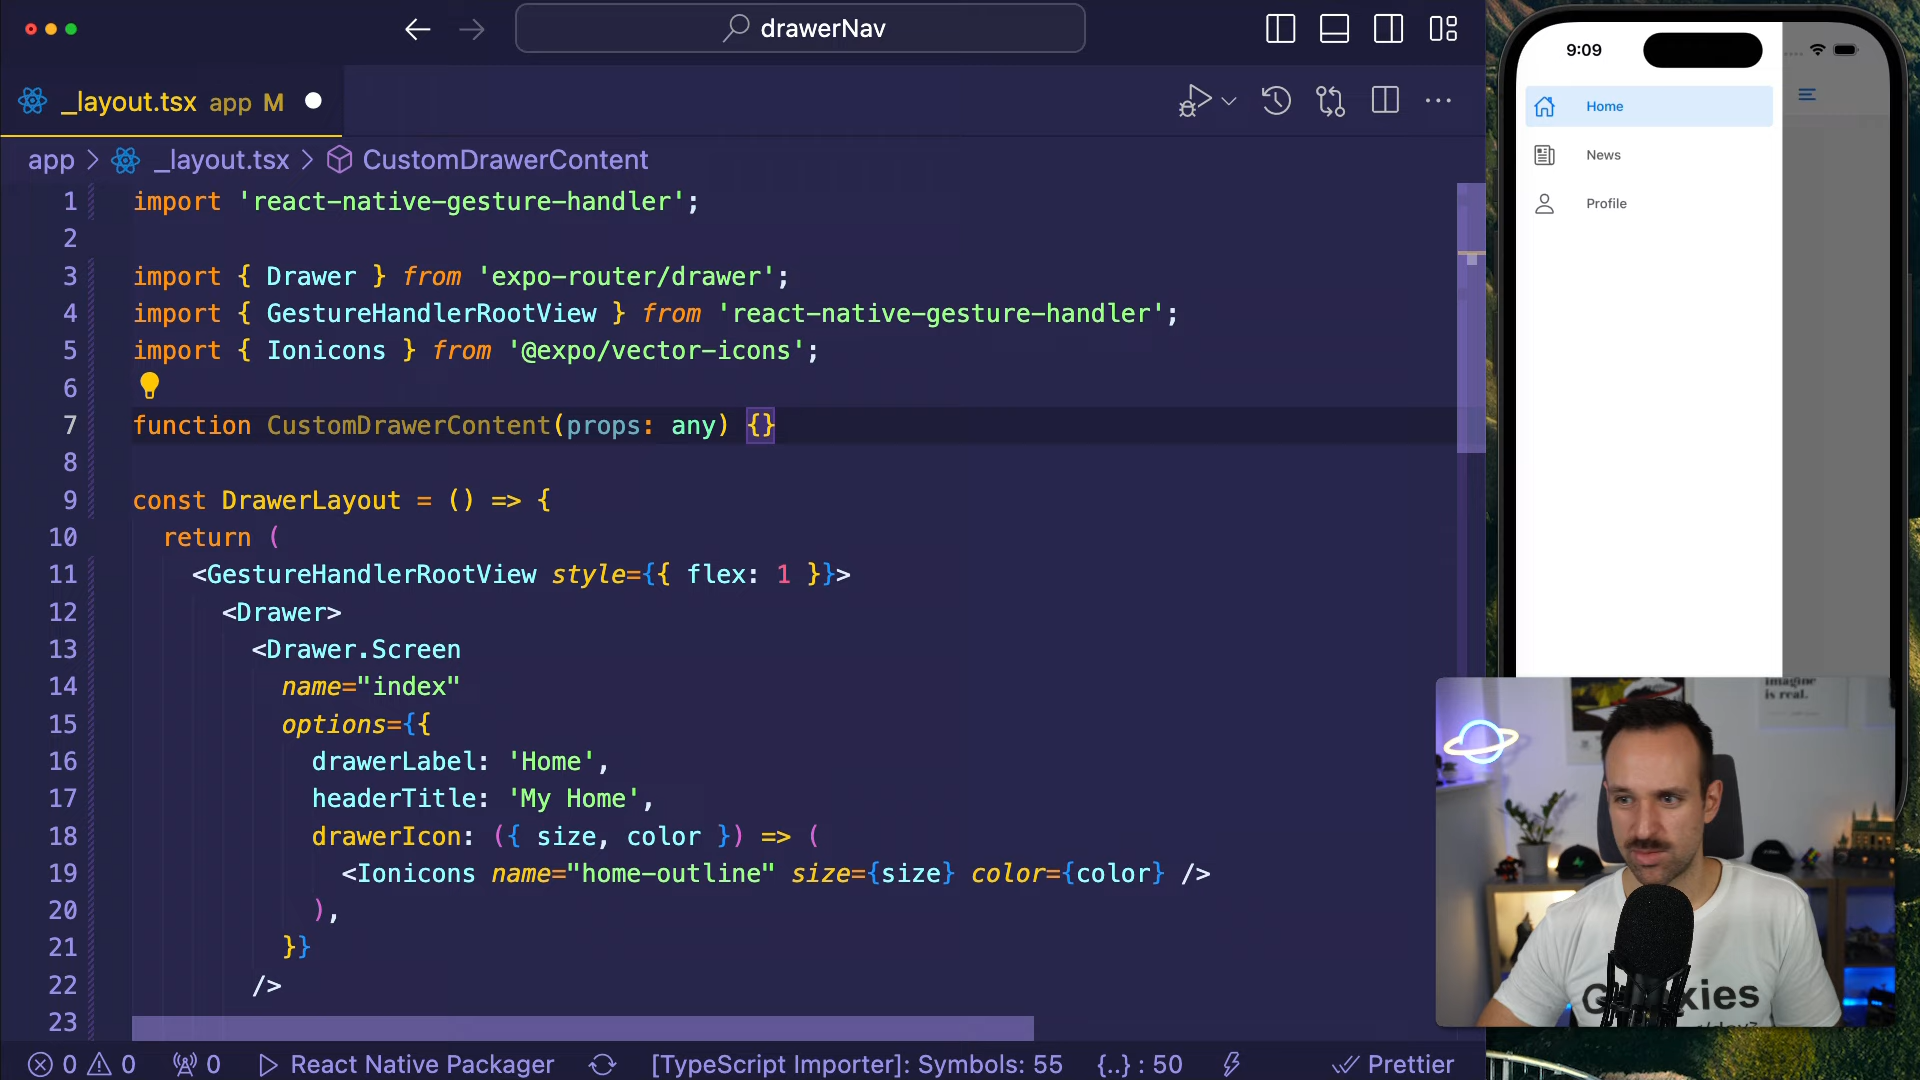 drawerNav
_layout.tsx app M
app > _layout.tsx > CustomDrawerContent
1 import 'react-native-gesture-handler';
2
3 import { Drawer } from 'expo-router/drawer';
4 import { GestureHandlerRootView } from 'react-native-gesture-handler';
5 import { Ionicons } from '@expo/vector-icons';
6
7 function CustomDrawerContent(props: any) {}
8
9 const DrawerLayout = () => {
10 return (
11 <GestureHandlerRootView style={{ flex: 1 }}>
12 <Drawer>
13 <Drawer.Screen
14 name="index"
15 options={{
16 drawerLabel: 'Home',
17 headerTitle: 'My Home',
18 drawerIcon: ({ size, color }) => (
19 <Ionicons name="home-outline" size={size} color={color} />
20 ),
21 }}
22 />
23
0 0 0 React Native Packager [TypeScript Importer]: Symbols: 55 {..} : 50 Prettier
9:09
Home
News
Profile
imagine
is real.